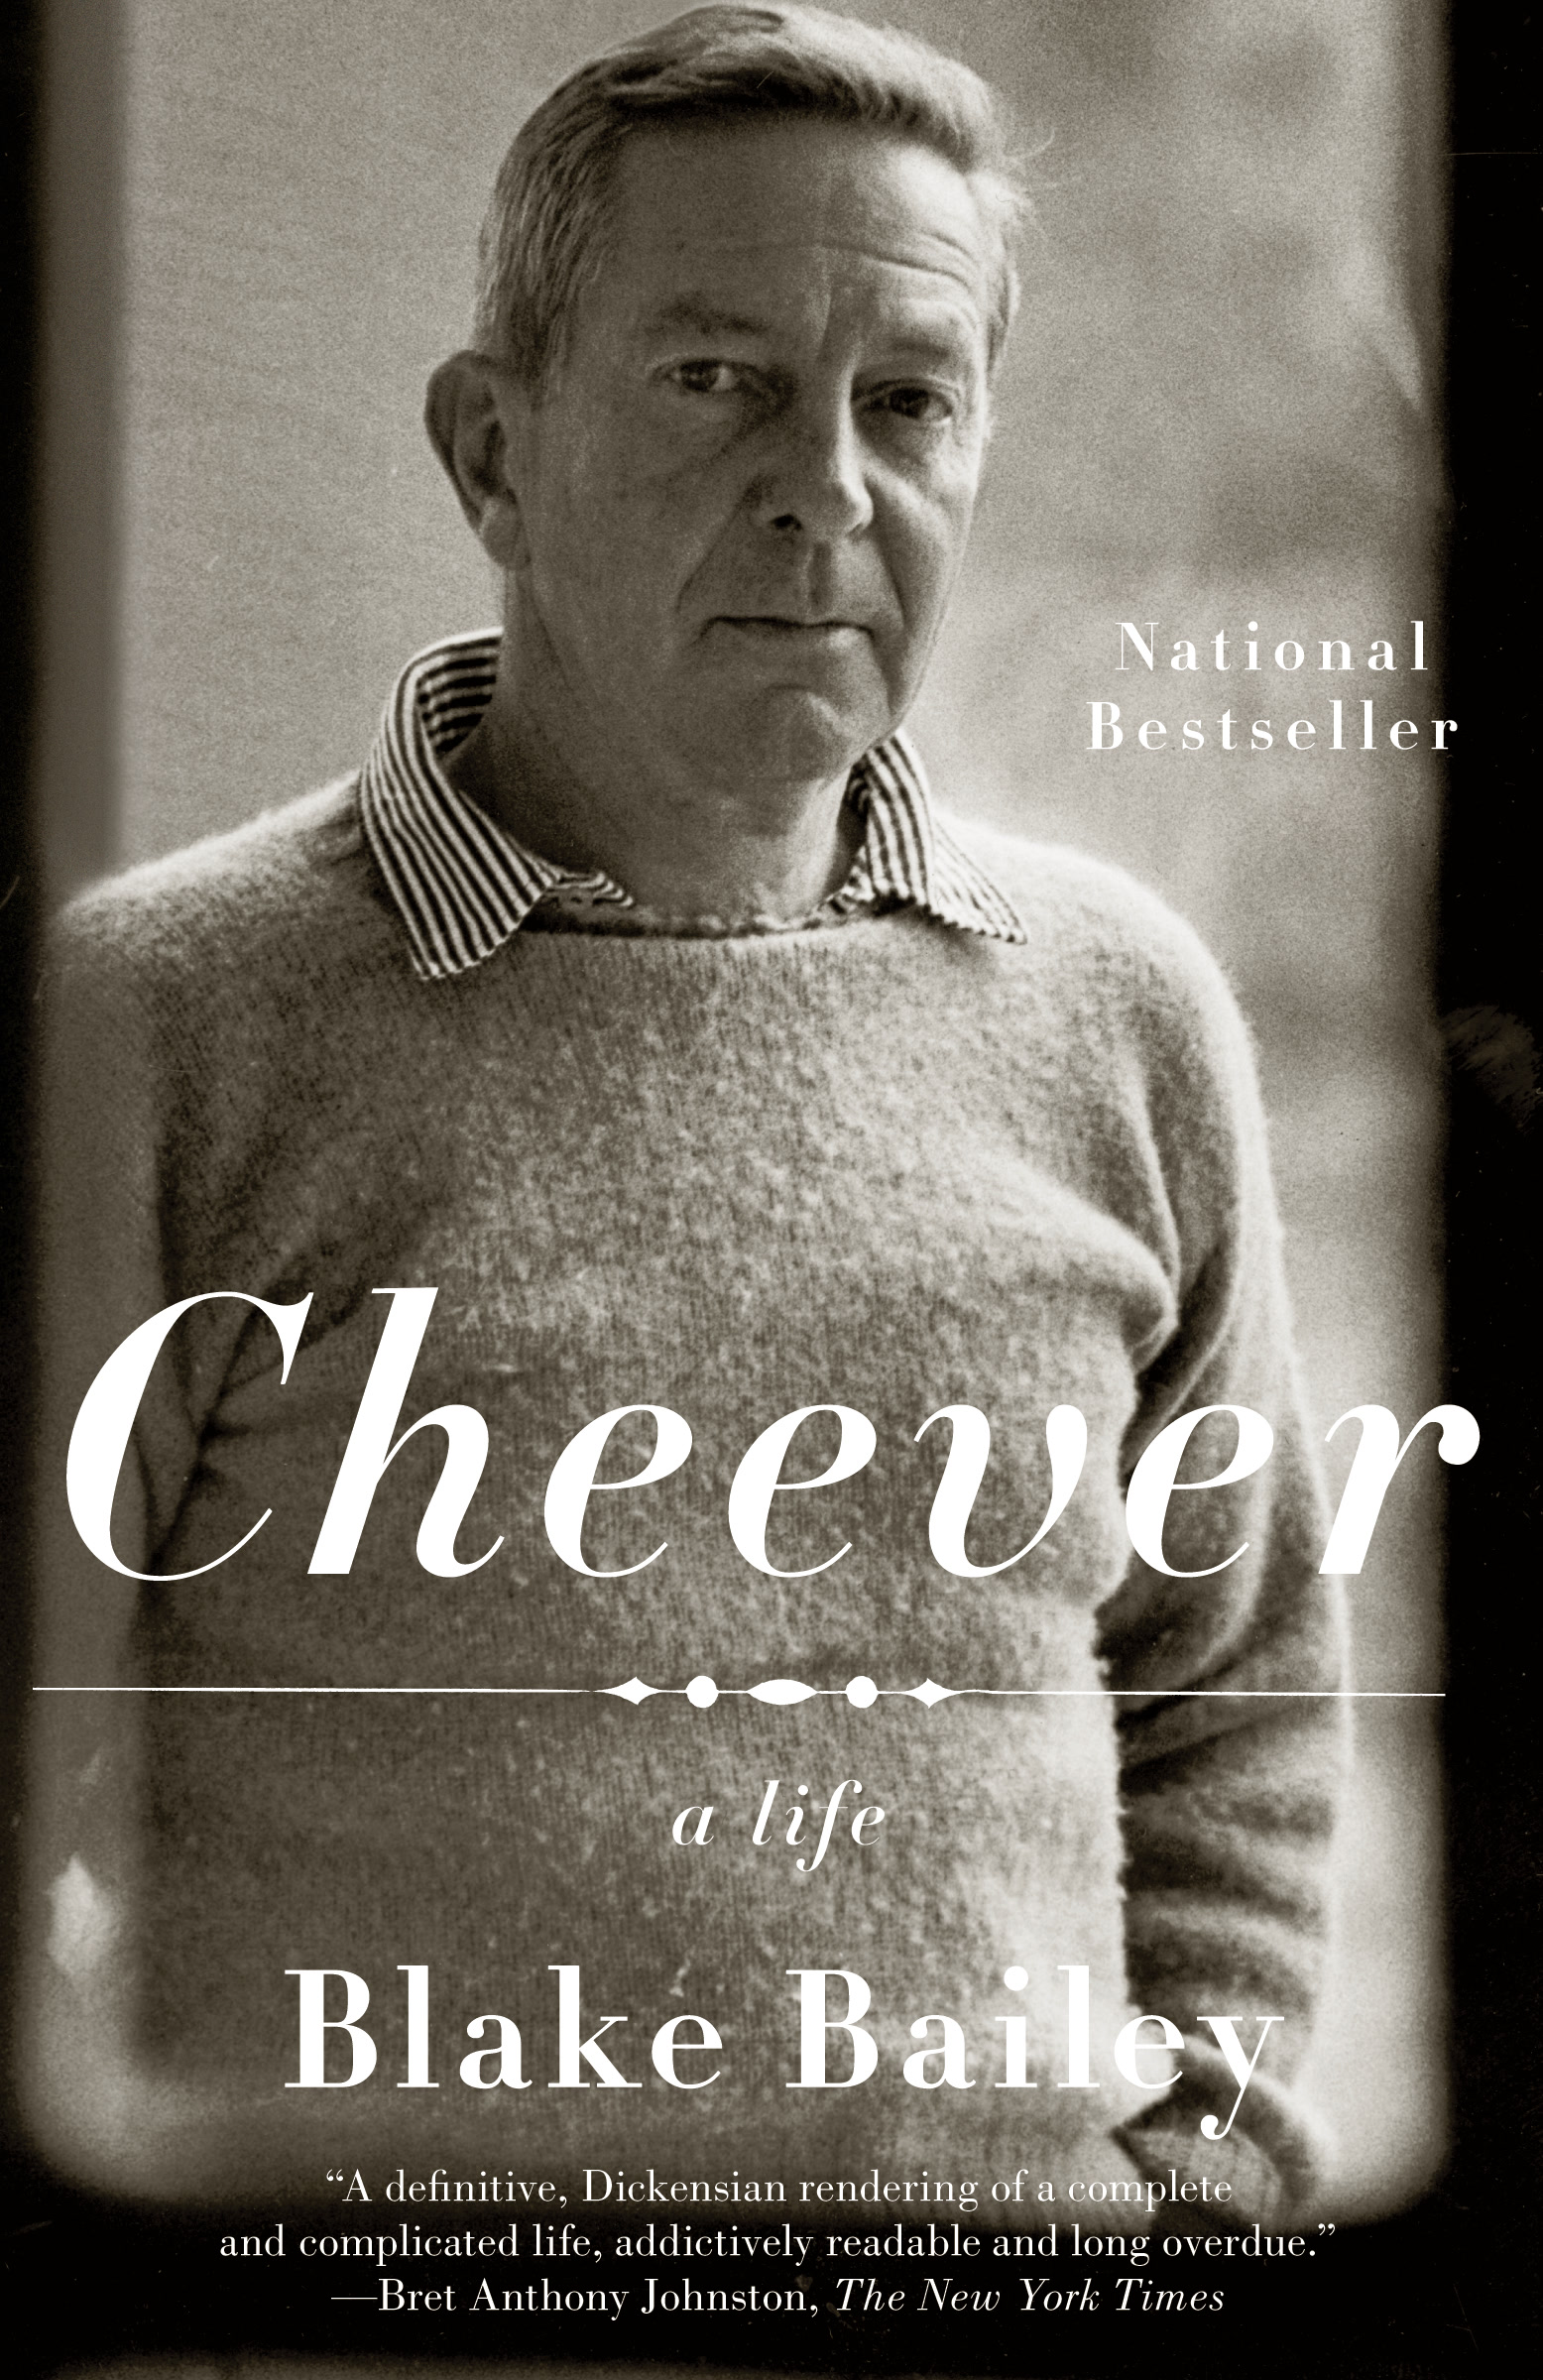 National
Bestseller
Cheever
a life
Blake Bailey
“A definitive, Dickensian rendering of a complete
and complicated life, addictively readable and long overdue.”
—Bret Anthony Johnston, The New York Times